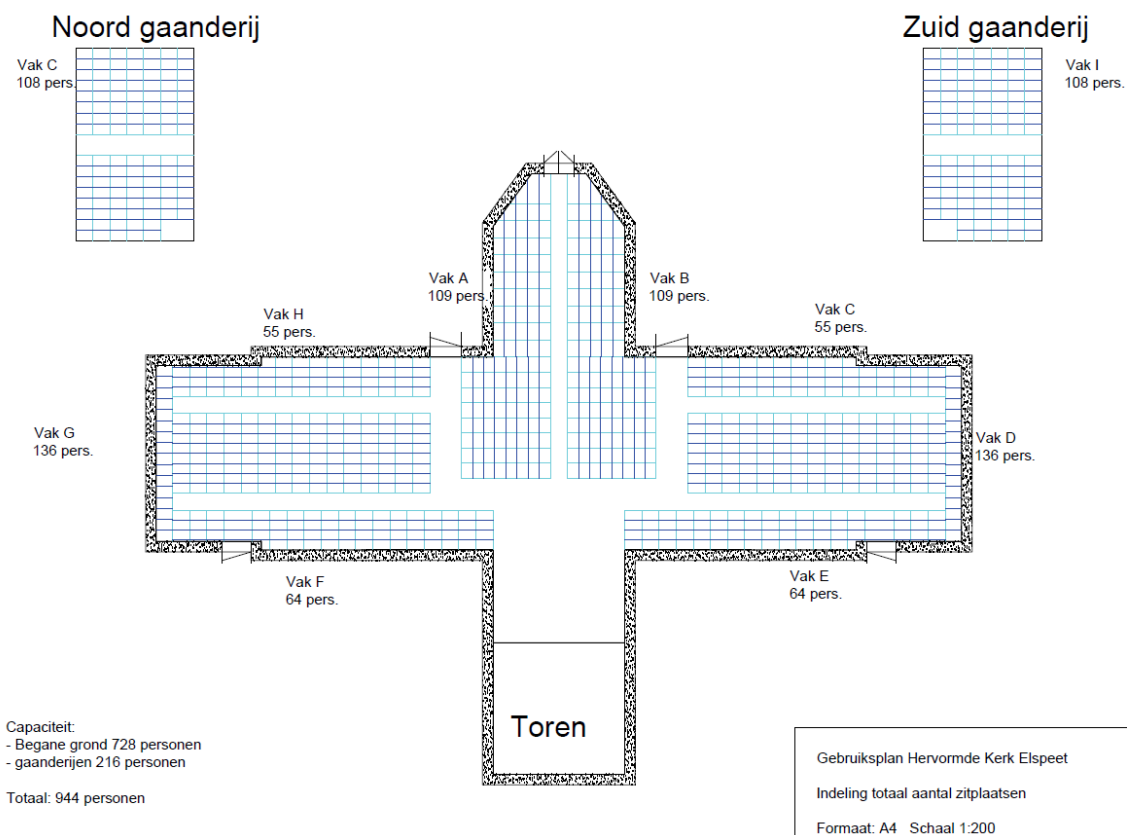 Noord gaanderij
Zuid gaanderij
Vak C
108 pers.
Vak I
108 pers.
Vak A
109 pers.
Vak B
109 pers.
Vak H
55 pers.
Vak C
55 pers.
Vak G
136 pers.
Vak D
136 pers.
Vak F
64 pers.
Vak E
64 pers.
Toren
Capaciteit:
- Begane grond 728 personen
- gaanderijen 216 personen
Totaal: 944 personen
Gebruiksplan Hervormde Kerk Elspeet
Indeling totaal aantal zitplaatsen
Formaat: A4 Schaal 1:200